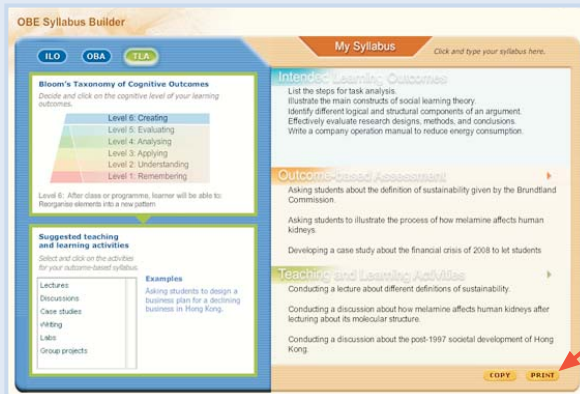 OBE Syllabus Builder
ILO
OBA
TLA
Bloom's Taxonomy of Cognitive Outcomes
Decide and click on the cognitive level of your learning
outcomes.
Level 6: Creating
Level 5: Evaluating
Level 4: Analysing
Level 3: Applying
Level 2: Understanding
Level 1: Remembering
Level 6: After class or programme, learner will be able to:
Reorganise elements into a new pattern
Suggested teaching
and learning activities
Select and click on the activities
for your outcome-based syllabus.
Lectures
Discussions
Case studies
Writing
Labs
Group projects
Examples
Asking students to design a
business plan for a declining
business in Hong Kong.
My Syllabus
Click and type your syllabus here.
Intended Learning Outcomes
List the steps for task analysis.
Illustrate the main constructs of social learning theory.
Identify different logical and structural components of an argument.
Effectively evaluate research designs, methods, and conclusions.
Write a company operation manual to reduce energy consumption.
Outcome-based Assessment
Asking students about the definition of sustainability given by the Brundtland
Commission.
Asking students to illustrate the process of how melamine affects human
kidneys.
Developing a case study about the financial crisis of 2008 to let students
Teaching and Learning Activities
Conducting a lecture about different definitions of sustainability.
Conducting a discussion about how melamine affects human kidneys after
lecturing about its molecular structure.
Conducting a discussion about the post-1997 societal development of Hong
Kong.
COPY
PRINT